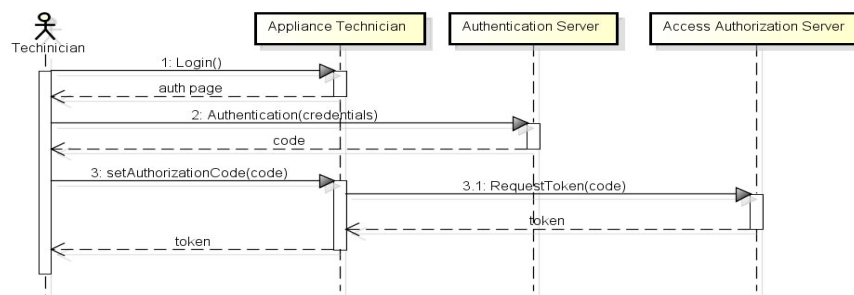 Techinician
Appliance Technician
Authentication Server
Access Authorization Server
1: Login()
auth page
2: Authentication(credentials)
code
3: setAuthorizationCode(code)
3.1: RequestToken(code)
token
token